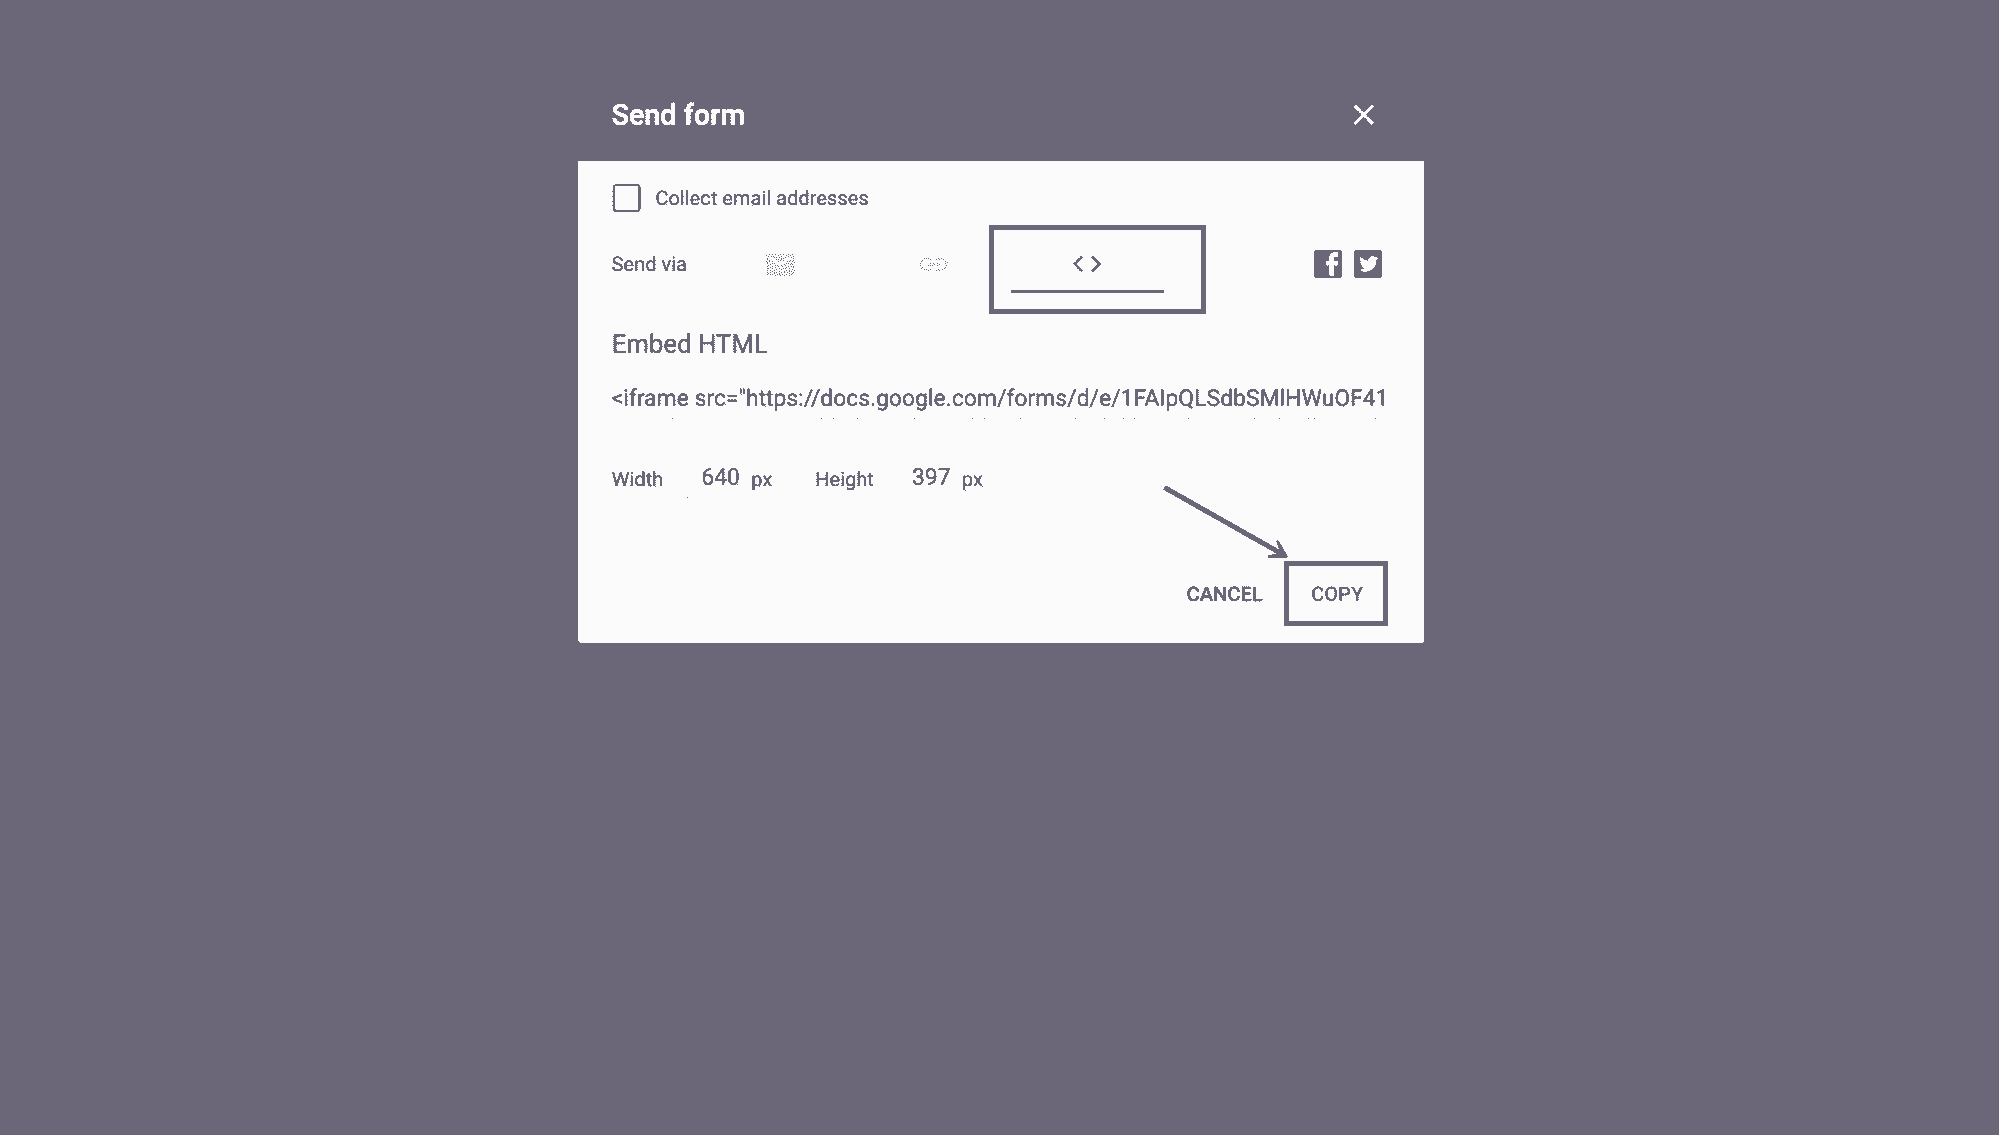 Send form
Collect email addresses
Send via
Embed HTML
<iframe src="https://docs.google.com/forms/d/e/1FAIpQLSdbSMlHWuOF41
Width 640 px Height 397 px
CANCEL COPY